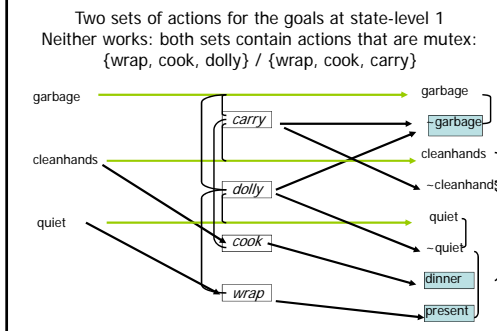 Two sets of actions for the goals at state-level 1
Neither works: both sets contain actions that are mutex:
{wrap, cook, dolly} / {wrap, cook, carry}
garbage
garbage
carry
~garbage
cleanhands
cleanhands
~cleanhands
dolly
quiet
quiet
cook
~quiet
dinner
wrap
present